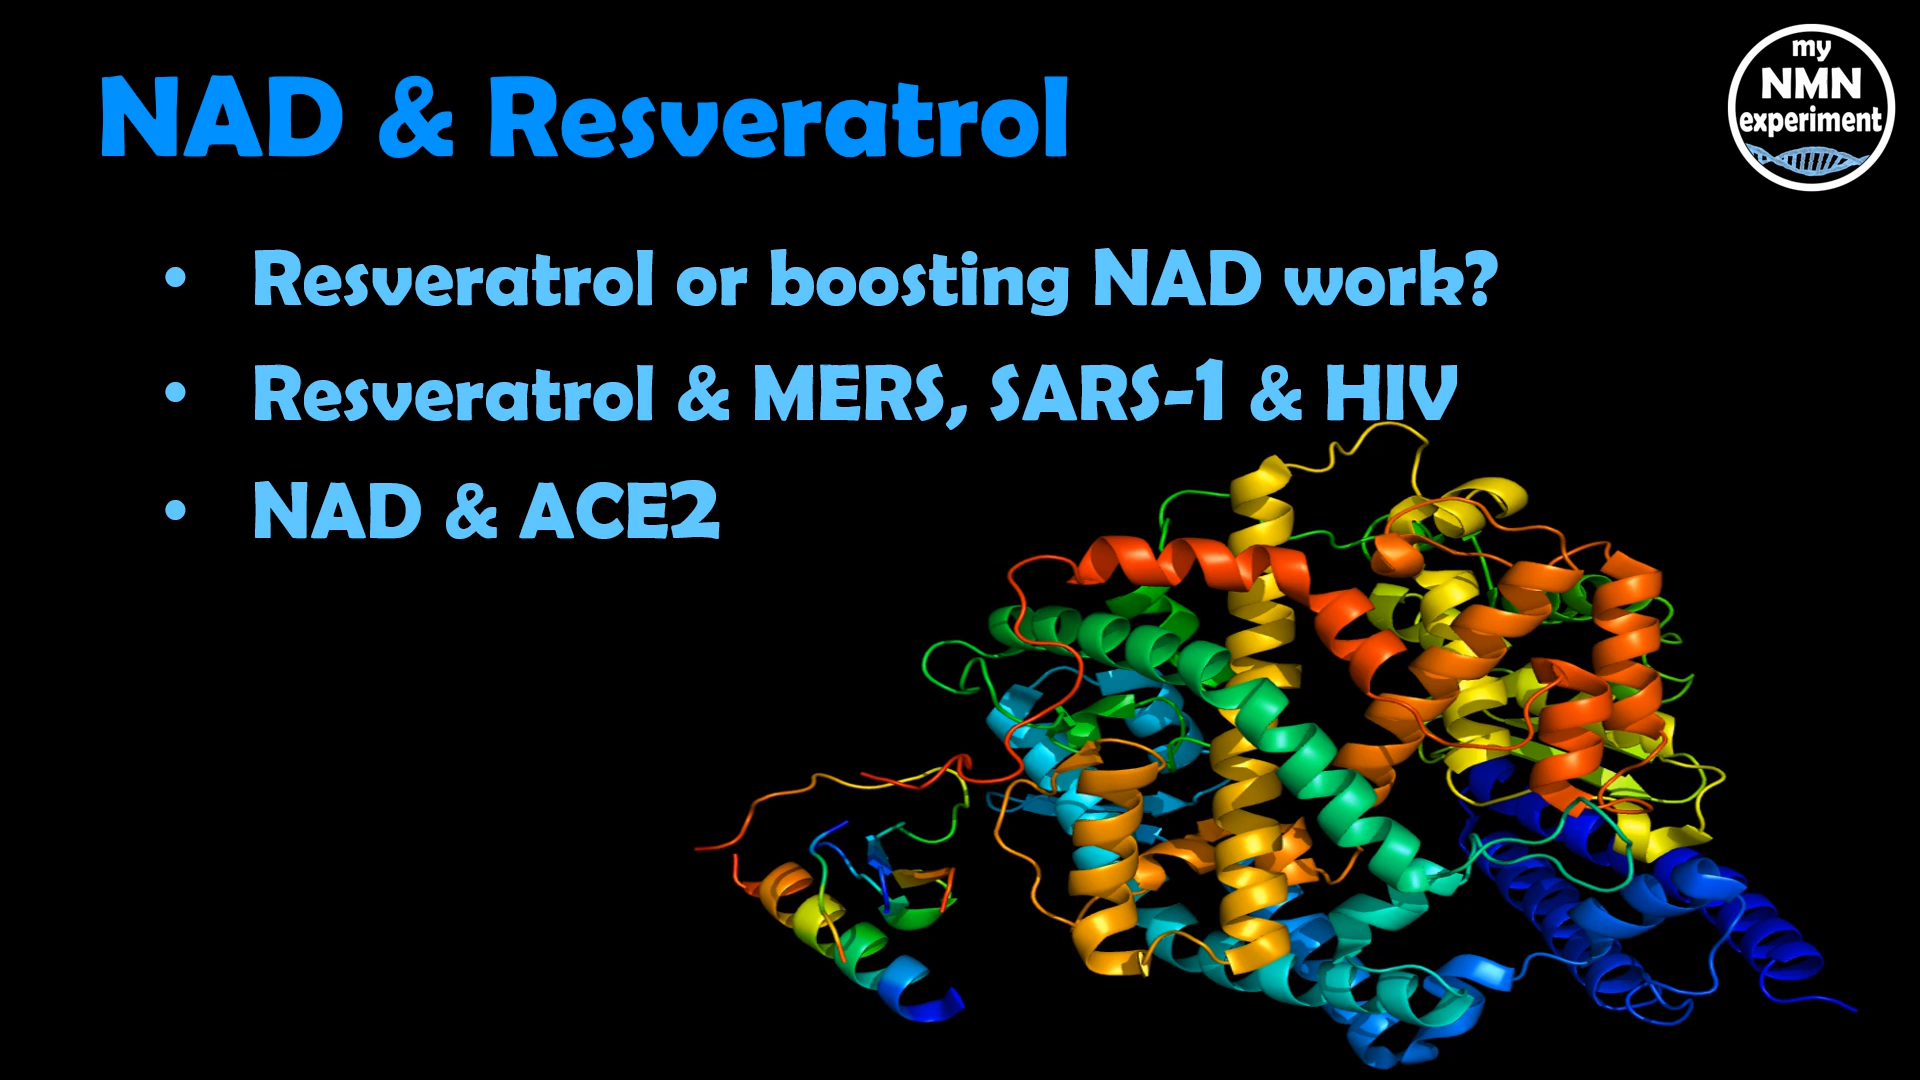 NAD & Resveratrol
my
NMN
experiment
• Resveratrol or boosting NAD work?
• Resveratrol & MERS, SARS-1 & HIV
• NAD & ACE2